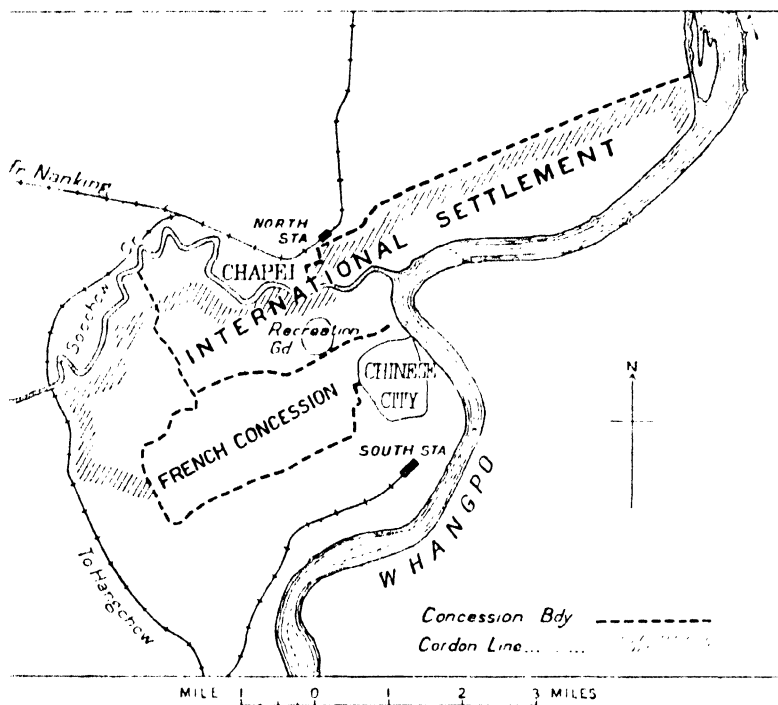 Fr. Nanking
NORTH
STA
INTERNATIONAL SETTLEMENT
CHAPEI
Soochow
Recreation
Gd
CHINESE
CITY
FRENCH CONCESSION
SOUTH STA
N
WHANGPO
To Hangchow
Concession Bdy
Cordon Line
MILE 1 0 1 2 3 MILES